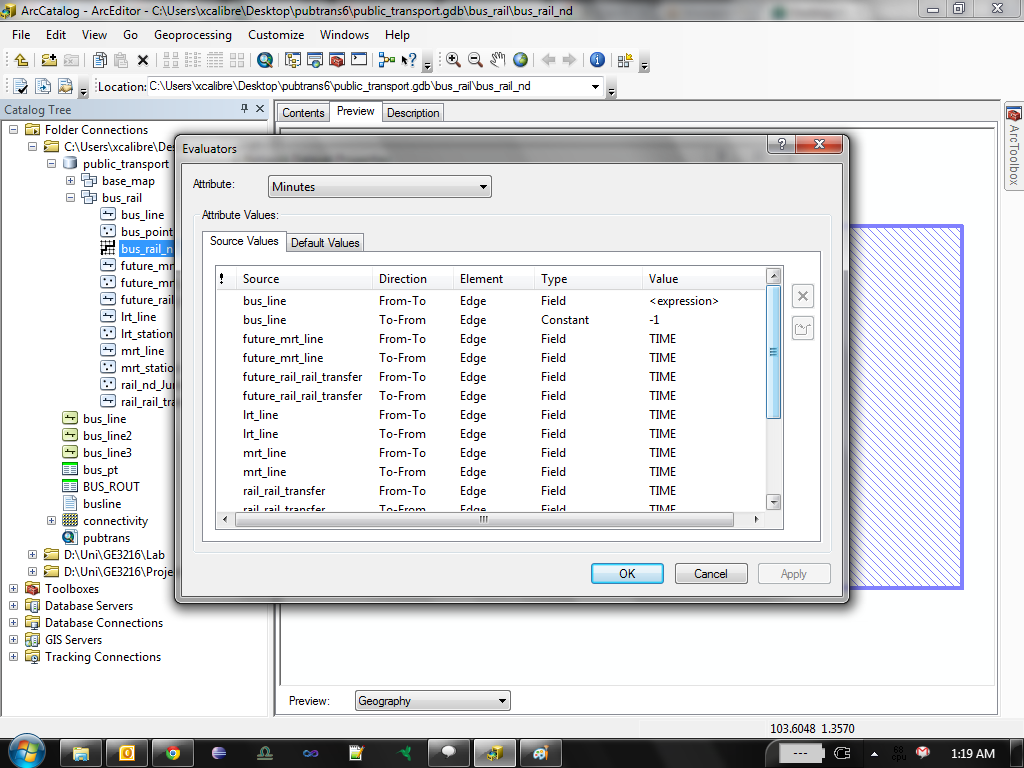 ArcCatalog - ArcEditor - C:\Users\xcalibre\Desktop\pubtrans6\public_transport.gdb\bus_rail\bus_rail_nd
File Edit View Go Geoprocessing Customize Windows Help
Location: C:\Users\xcalibre\Desktop\pubtrans6\public_transport.gdb\bus_rail\bus_rail_nd
Catalog Tree
Contents Preview Description
ArcToolbox
Folder Connections
C:\Users\xcalibre\De
public_transport
base_map
bus_rail
bus_line
bus_point
bus_rail_n
future_mr
future_mr
future_rail
lrt_line
lrt_station
mrt_line
mrt_statio
rail_nd_Ju
rail_rail_tra
bus_line
bus_line2
bus_line3
bus_pt
BUS_ROUT
busline
connectivity
pubtrans
D:\Uni\GE3216\Lab
D:\Uni\GE3216\Proje
Toolboxes
Database Servers
Database Connections
GIS Servers
Tracking Connections
Evaluators
?
Attribute: Minutes
Attribute Values:
Source Values Default Values
! Source Direction Element Type Value
bus_line From-To Edge Field <expression>
bus_line To-From Edge Constant -1
future_mrt_line From-To Edge Field TIME
future_mrt_line To-From Edge Field TIME
future_rail_rail_transfer From-To Edge Field TIME
future_rail_rail_transfer To-From Edge Field TIME
lrt_line From-To Edge Field TIME
lrt_line To-From Edge Field TIME
mrt_line From-To Edge Field TIME
mrt_line To-From Edge Field TIME
rail_rail_transfer From-To Edge Field TIME
rail_rail_transfer To-From Edge Field TIME
OK Cancel Apply
Preview: Geography
103.6048 1.3570
--- cpu 1:19 AM